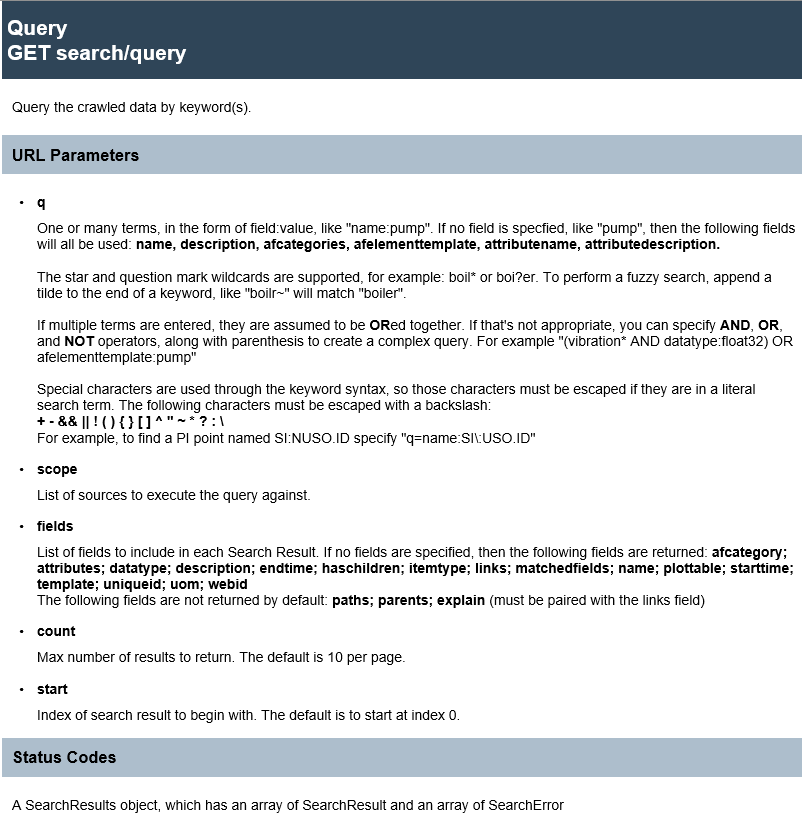 Query
GET search/query
Query the crawled data by keyword(s).
URL Parameters
• q
One or many terms, in the form of field:value, like "name:pump". If no field is specfied, like "pump", then the following fields
will all be used: name, description, afcategories, afelementtemplate, attributename, attributedescription.
The star and question mark wildcards are supported, for example: boil* or boi?er. To perform a fuzzy search, append a
tilde to the end of a keyword, like "boilr~" will match "boiler".
If multiple terms are entered, they are assumed to be ORed together. If that's not appropriate, you can specify AND, OR,
and NOT operators, along with parenthesis to create a complex query. For example "(vibration* AND datatype:float32) OR
afelementtemplate:pump"
Special characters are used through the keyword syntax, so those characters must be escaped if they are in a literal
search term. The following characters must be escaped with a backslash:
+ - && || ! ( ) { } [ ] ^ " ~ * ? : \
For example, to find a PI point named SI:NUSO.ID specify "q=name:SI\:USO.ID"
• scope
List of sources to execute the query against.
• fields
List of fields to include in each Search Result. If no fields are specified, then the following fields are returned: afcategory;
attributes; datatype; description; endtime; haschildren; itemtype; links; matchedfields; name; plottable; starttime;
template; uniqueid; uom; webid
The following fields are not returned by default: paths; parents; explain (must be paired with the links field)
• count
Max number of results to return. The default is 10 per page.
• start
Index of search result to begin with. The default is to start at index 0.
Status Codes
A SearchResults object, which has an array of SearchResult and an array of SearchError